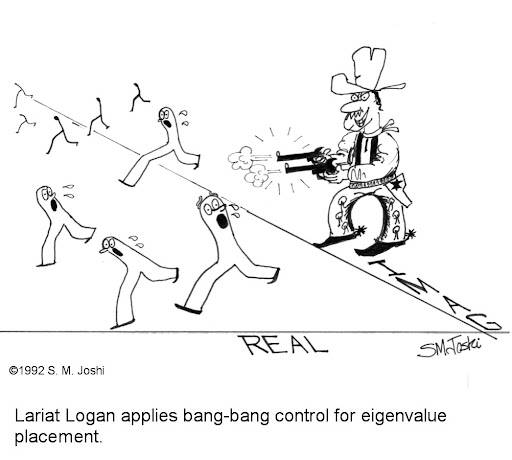 IMAG
REAL
SMJoshi
©1992 S. M. Joshi
Lariat Logan applies bang-bang control for eigenvalue
placement.